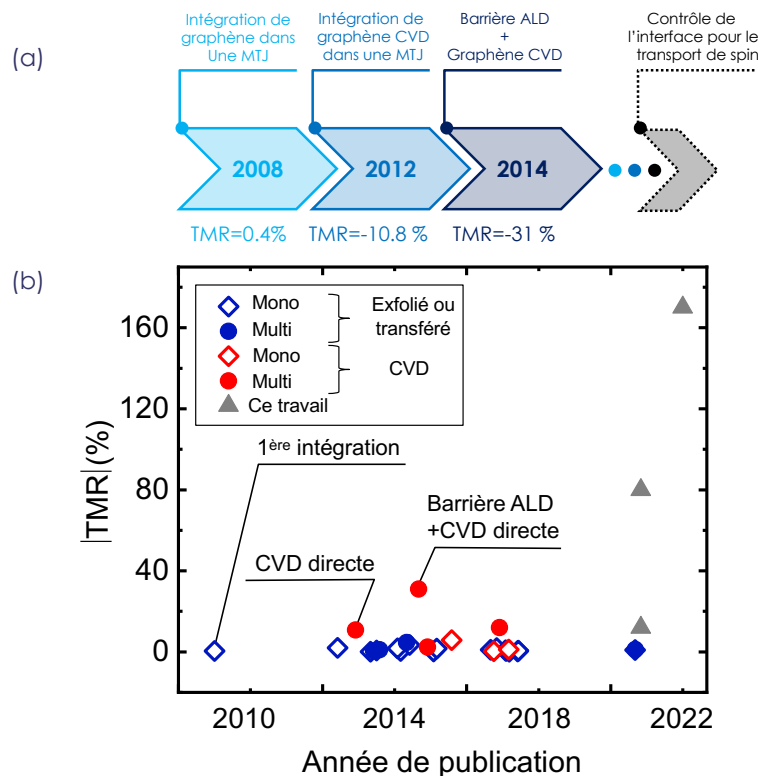 (a)
Intégration de
graphène dans
Une MTJ
Intégration de
graphène CVD
dans une MTJ
Barrière ALD
+
Graphène CVD
Contrôle de
l'interface pour le
transport de spin
2008
2012
2014
TMR=0.4%
TMR=-10.8 %
TMR=-31 %
(b)
Mono
Multi
Exfolié ou
transféré
Mono
Multi
CVD
Ce travail
1ère intégration
Barrière ALD
+CVD directe
CVD directe
160
120
80
40
0
|TMR|(%)
2010
2014
2018
2022
Année de publication